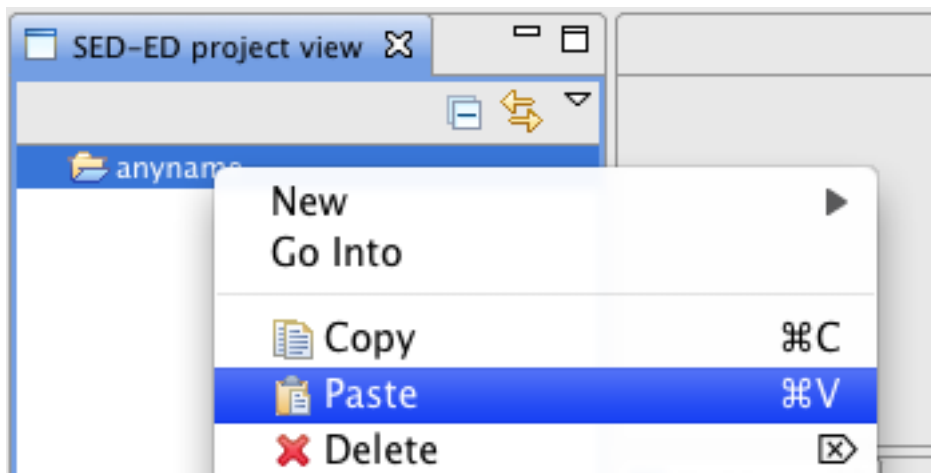 SED-ED project view
anyname
New
Go Into
Copy ⌘C
Paste ⌘V
Delete ⌦